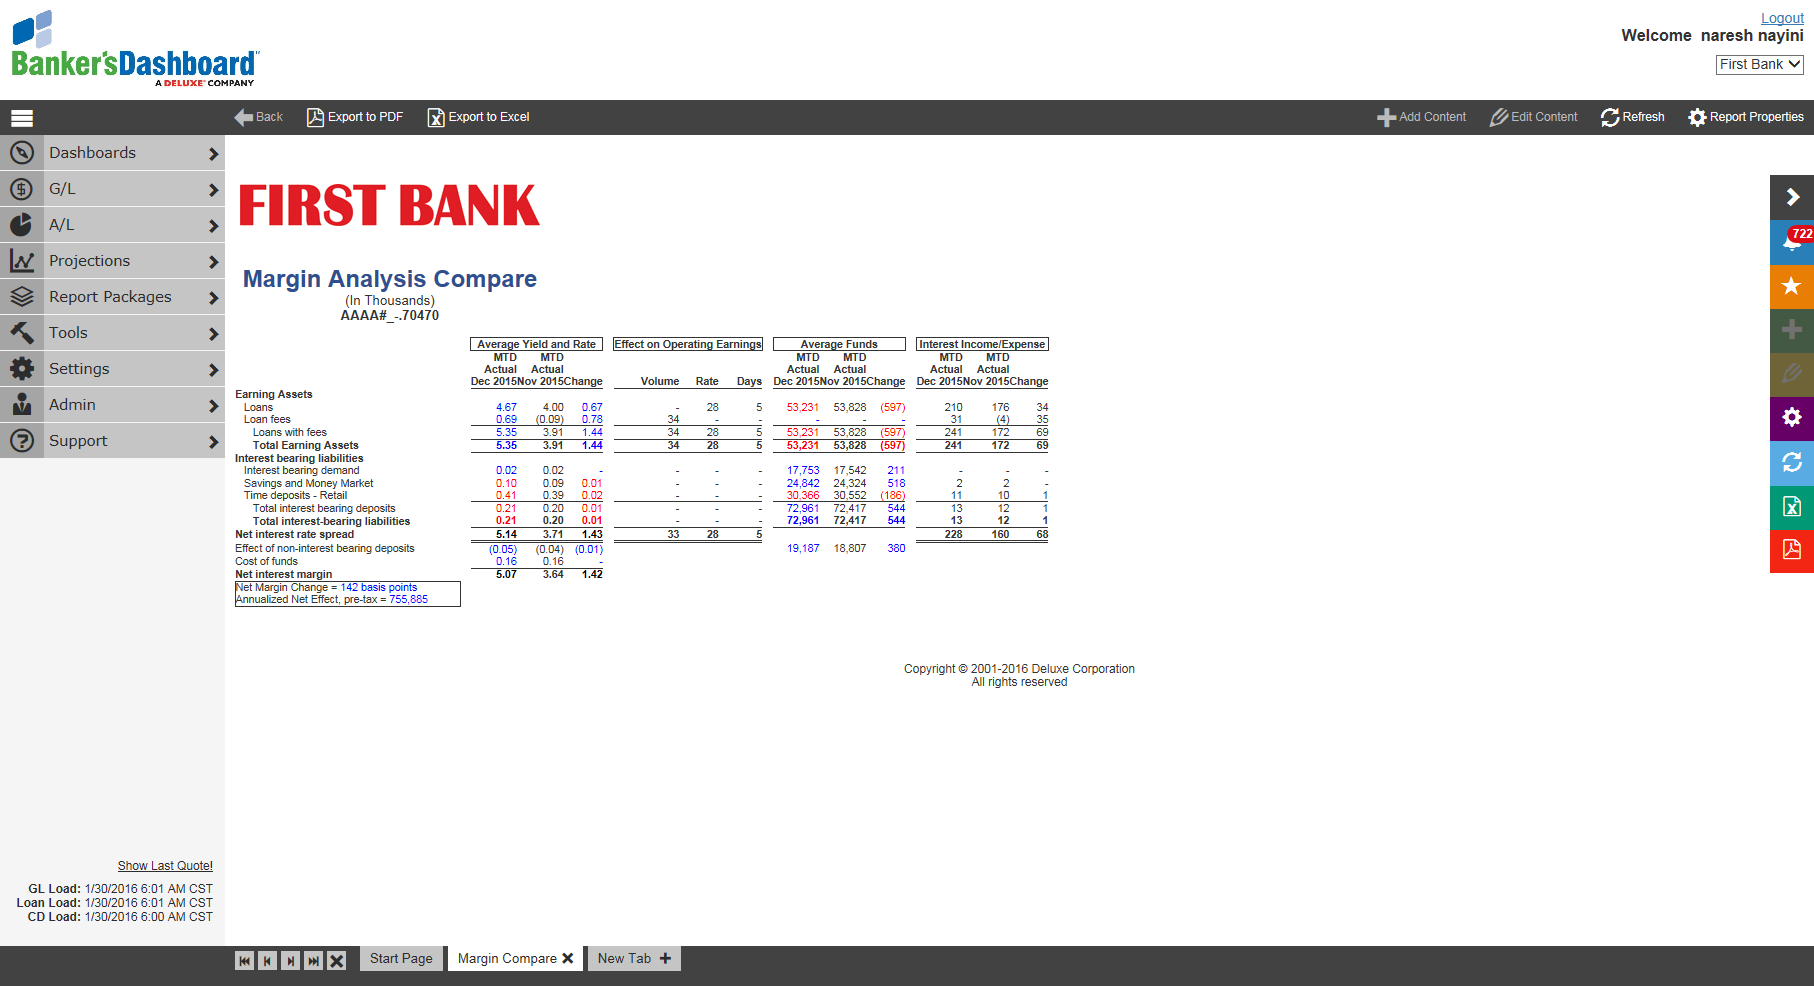 Banker'sDashboard
A DELUXE COMPANY
Logout
Welcome naresh nayini
First Bank
Back Export to PDF Export to Excel Add Content Edit Content Refresh Report Properties
Dashboards
G/L
A/L
Projections
Report Packages
Tools
Settings
Admin
Support
722
FIRST BANK
Margin Analysis Compare
(In Thousands)
AAAA#_-.70470
Average Yield and Rate Effect on Operating Earnings Average Funds Interest Income/Expense
MTD MTD MTD MTD MTD MTD
Actual Actual Actual Actual Actual Actual
Dec 2015 Nov 2015 Change Volume Rate Days Dec 2015 Nov 2015 Change Dec 2015 Nov 2015 Change
Earning Assets
Loans 4.67 4.00 0.67 - 28 5 53,231 53,828 (597) 210 176 34
Loan fees 0.69 (0.09) 0.78 34 - - - - - 31 (4) 35
Loans with fees 5.35 3.91 1.44 34 28 5 53,231 53,828 (597) 241 172 69
Total Earning Assets 5.35 3.91 1.44 34 28 5 53,231 53,828 (597) 241 172 69
Interest bearing liabilities
Interest bearing demand 0.02 0.02 - - - - 17,753 17,542 211 - - -
Savings and Money Market 0.10 0.09 0.01 - - - 24,842 24,324 518 2 2 -
Time deposits - Retail 0.41 0.39 0.02 - - - 30,366 30,552 (186) 11 10 1
Total interest bearing deposits 0.21 0.20 0.01 - - - 72,961 72,417 544 13 12 1
Total interest-bearing liabilities 0.21 0.20 0.01 - - - 72,961 72,417 544 13 12 1
Net interest rate spread 5.14 3.71 1.43 33 28 5 228 160 68
Effect of non-interest bearing deposits (0.05) (0.04) (0.01) 19,187 18,807 380
Cost of funds 0.16 0.16 -
Net interest margin 5.07 3.64 1.42
Net Margin Change = 142 basis points
Annualized Net Effect, pre-tax = 755,885
Copyright © 2001-2016 Deluxe Corporation
All rights reserved
Show Last Quote!
GL Load: 1/30/2016 6:01 AM CST
Loan Load: 1/30/2016 6:01 AM CST
CD Load: 1/30/2016 6:00 AM CST
Start Page Margin Compare New Tab